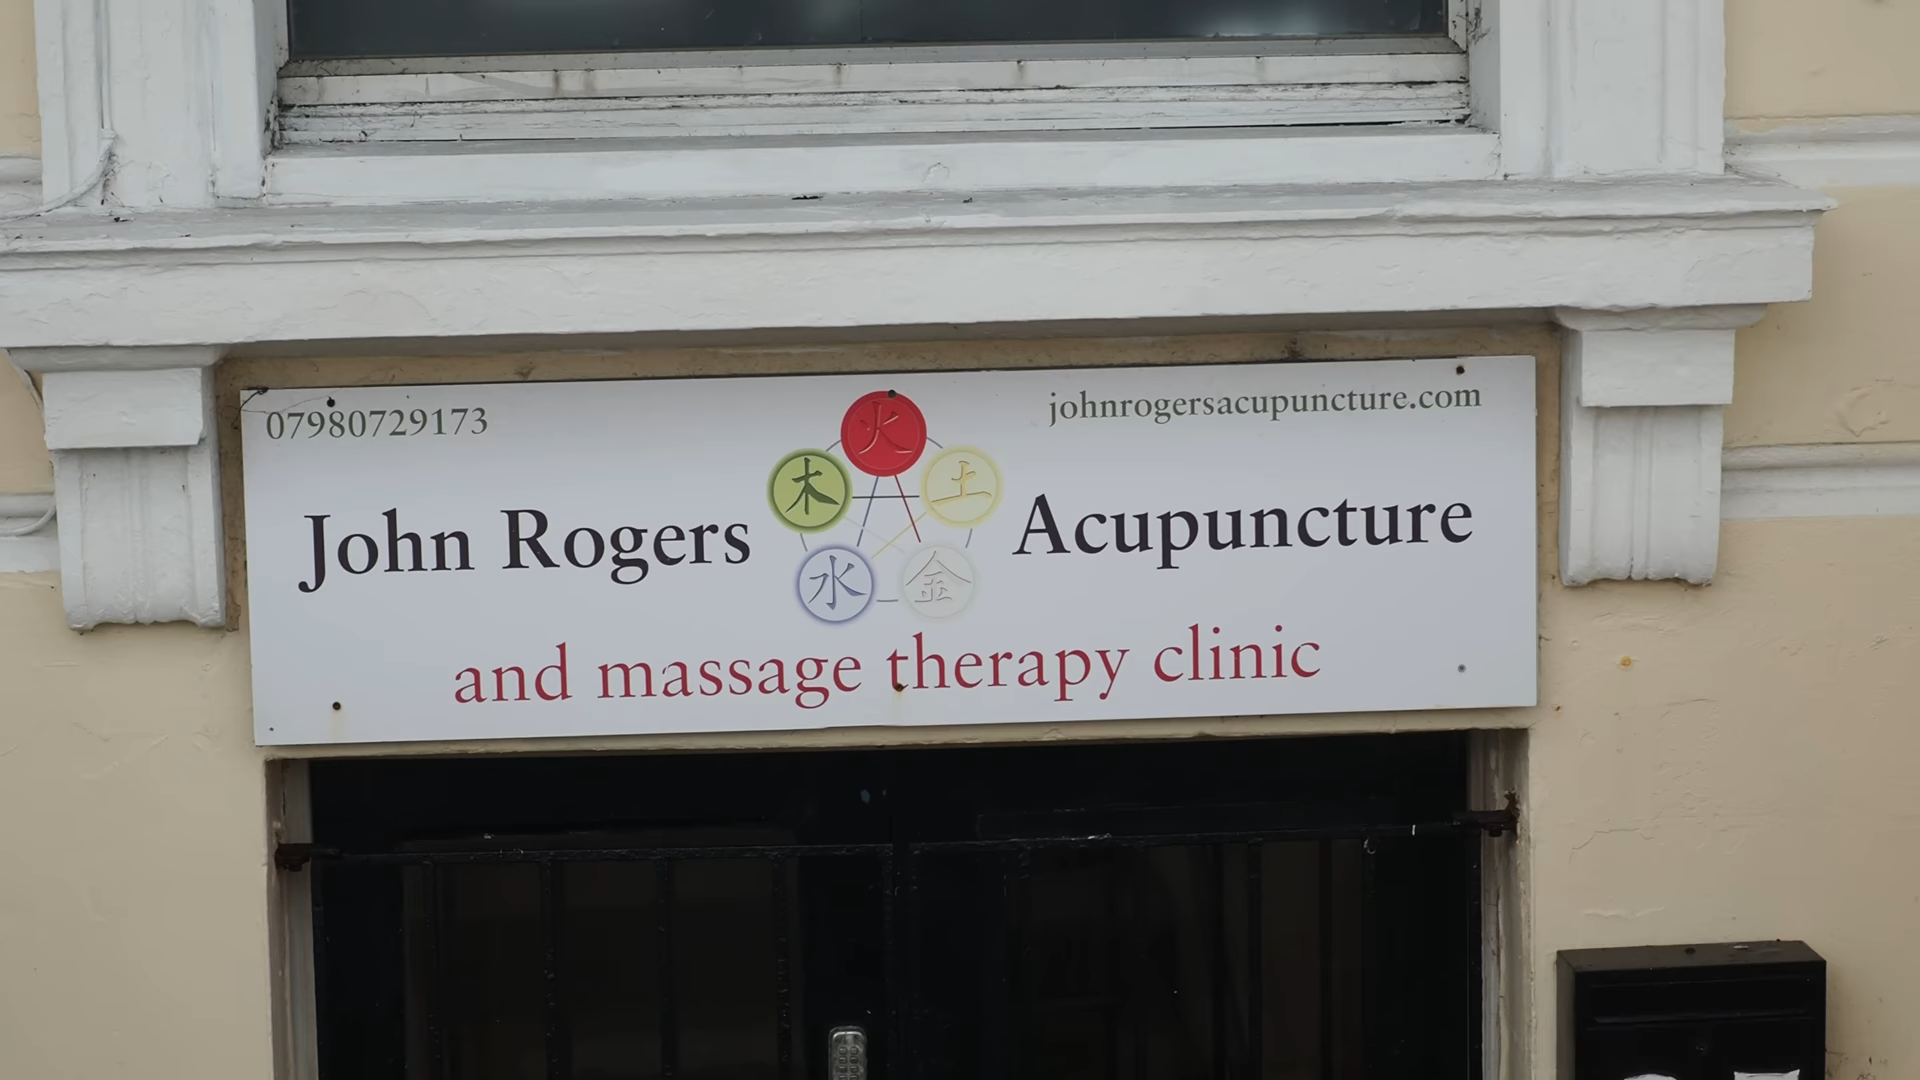 07980729173
johnrogersacupuncture.com
火
木 土
John Rogers Acupuncture
水 金
and massage therapy clinic